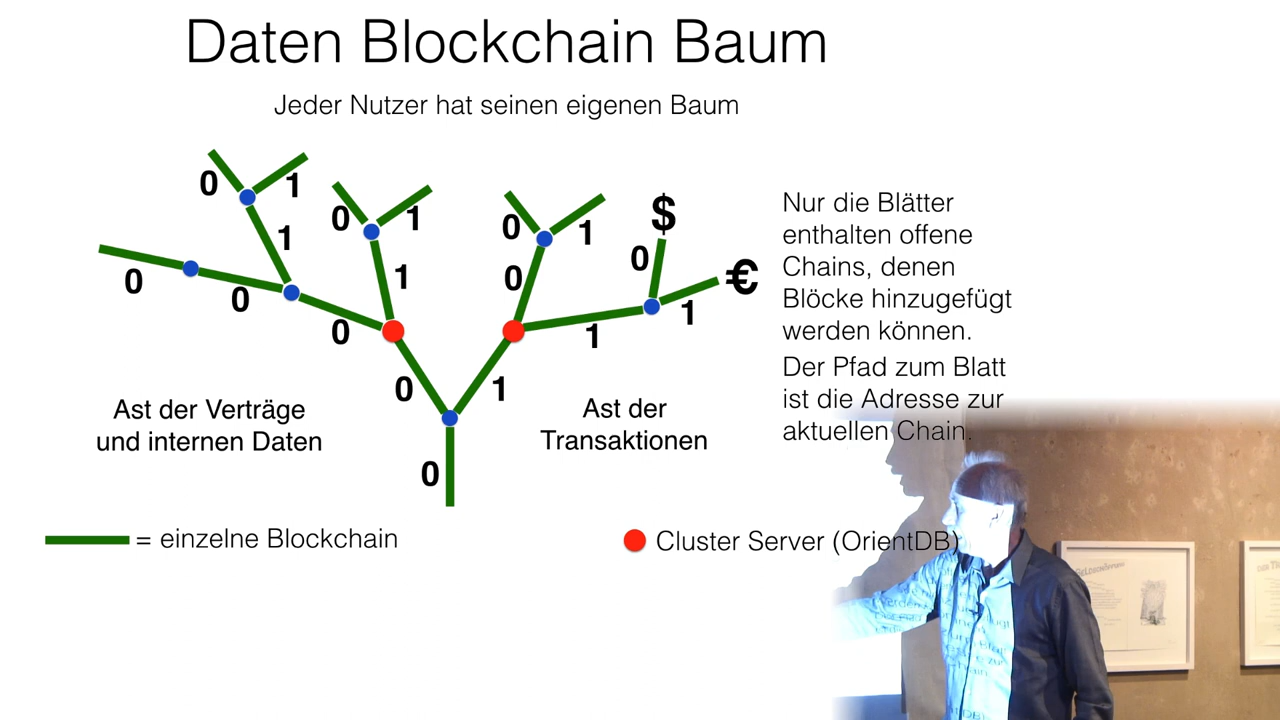 Daten Blockchain Baum
Jeder Nutzer hat seinen eigenen Baum
0
1
0
1
0
1
$
0
€
1
1
1
0
0
0
1
0
1
0
1
Ast der Verträge
und internen Daten
Ast der
Transaktionen
0
Nur die Blätter
enthalten offene
Chains, denen
Blöcke hinzugefügt
werden können.
Der Pfad zum Blatt
ist die Adresse zur
aktuellen Chain.
= einzelne Blockchain
Cluster Server (OrientDB)